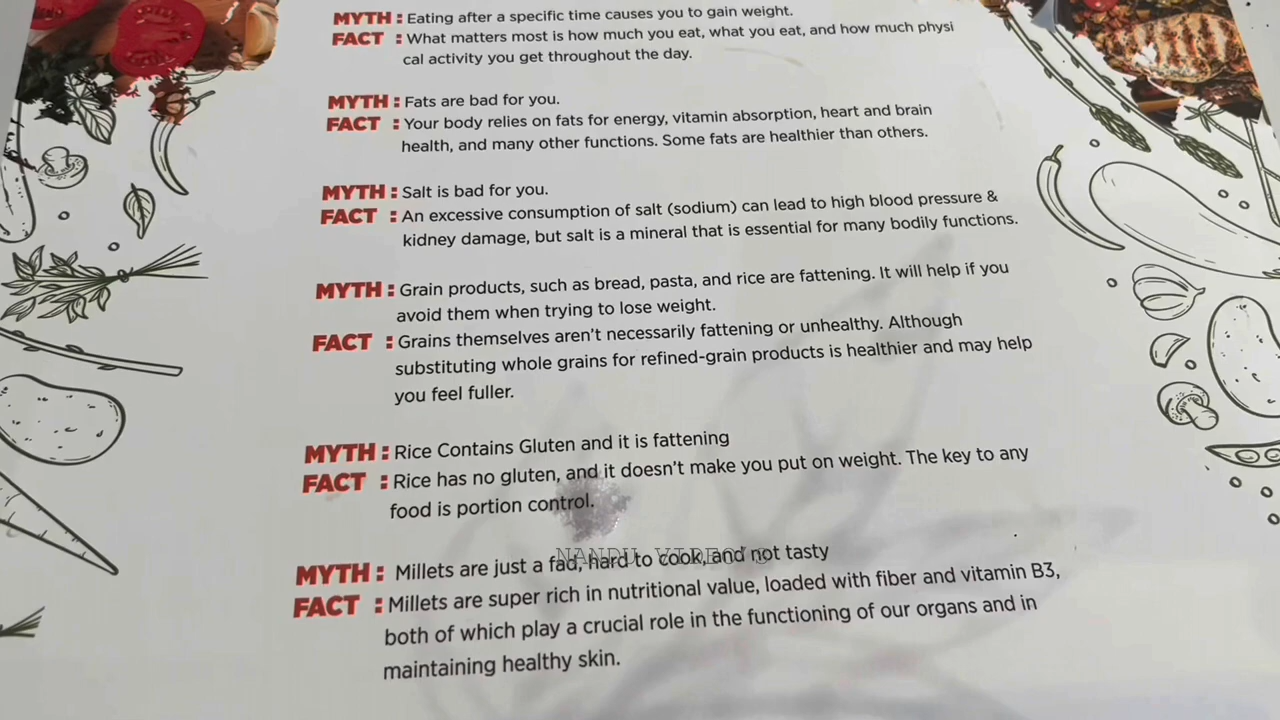 MYTH : Eating after a specific time causes you to gain weight.
FACT : What matters most is how much you eat, what you eat, and how much physi
cal activity you get throughout the day.
MYTH : Fats are bad for you.
FACT : Your body relies on fats for energy, vitamin absorption, heart and brain
health, and many other functions. Some fats are healthier than others.
MYTH : Salt is bad for you.
FACT : An excessive consumption of salt (sodium) can lead to high blood pressure &
kidney damage, but salt is a mineral that is essential for many bodily functions.
MYTH : Grain products, such as bread, pasta, and rice are fattening. It will help if you
avoid them when trying to lose weight.
FACT : Grains themselves aren't necessarily fattening or unhealthy. Although
substituting whole grains for refined-grain products is healthier and may help
you feel fuller.
MYTH : Rice Contains Gluten and it is fattening
FACT : Rice has no gluten, and it doesn't make you put on weight. The key to any
food is portion control.
MYTH : Millets are just a fad, hard to cook, and not tasty
NANDU VIDEO'S
FACT : Millets are super rich in nutritional value, loaded with fiber and vitamin B3,
both of which play a crucial role in the functioning of our organs and in
maintaining healthy skin.